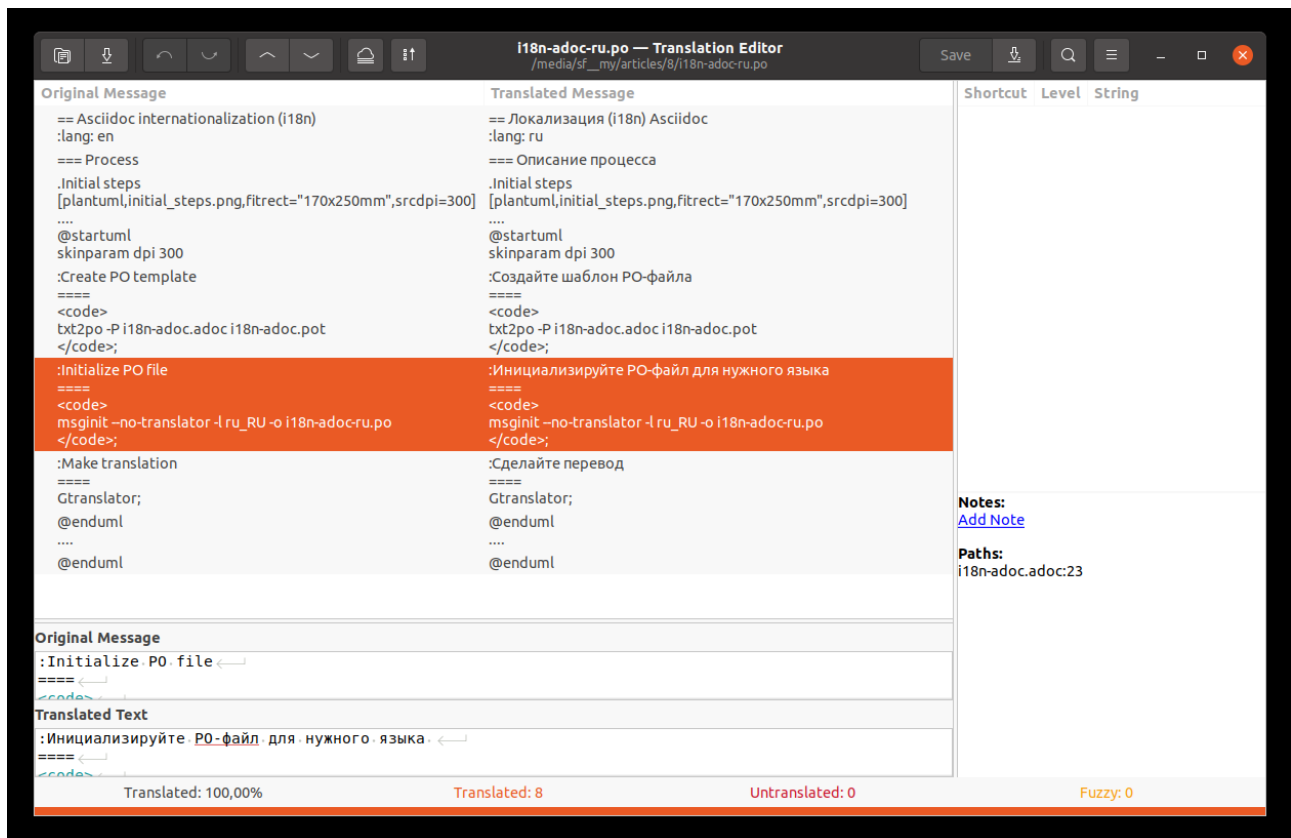 i18n-adoc-ru.po — Translation Editor
/media/sf__my/articles/8/i18n-adoc-ru.po
Save
Original Message
Translated Message
Shortcut Level String
== Asciidoc internationalization (i18n)
:lang: en
== Локализация (i18n) Asciidoc
:lang: ru
=== Process
=== Описание процесса
.Initial steps
[plantuml,initial_steps.png,fitrect="170x250mm",srcdpi=300]
....
@startuml
skinparam dpi 300
.Initial steps
[plantuml,initial_steps.png,fitrect="170x250mm",srcdpi=300]
....
@startuml
skinparam dpi 300
:Create PO template
====
<code>
txt2po -P i18n-adoc.adoc i18n-adoc.pot
</code>;
:Создайте шаблон PO-файла
====
<code>
txt2po -P i18n-adoc.adoc i18n-adoc.pot
</code>;
:Initialize PO file
====
<code>
msginit --no-translator -l ru_RU -o i18n-adoc-ru.po
</code>;
:Инициализируйте PO-файл для нужного языка
====
<code>
msginit --no-translator -l ru_RU -o i18n-adoc-ru.po
</code>;
:Make translation
====
Gtranslator;
:Сделайте перевод
====
Gtranslator;
@enduml
@enduml
....
....
@enduml
@enduml
Notes:
Add Note
Paths:
i18n-adoc.adoc:23
Original Message
:Initialize PO file
====
<code>
Translated Text
:Инициализируйте PO-файл для нужного языка
====
<code>
Translated: 100,00%
Translated: 8
Untranslated: 0
Fuzzy: 0